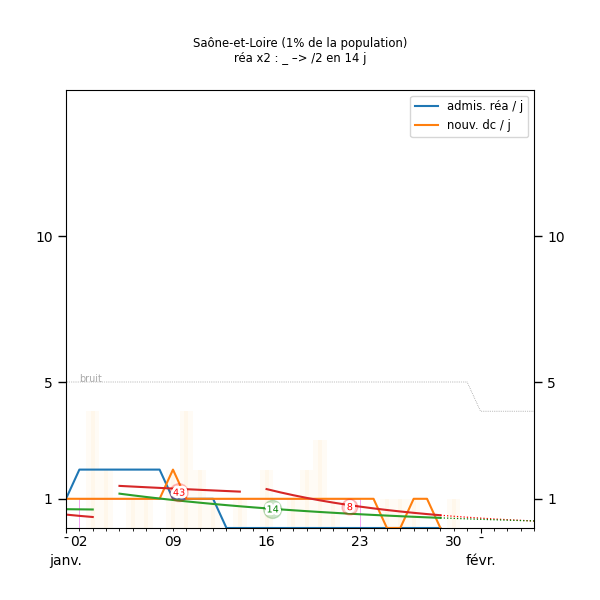 Saône-et-Loire (1% de la population)
réa x2 : _ –> /2 en 14 j
admis. réa / j
nouv. dc / j
10 10
5 5
bruit
1 1
43
14
8
02 09 16 23 30 -
janv. févr.